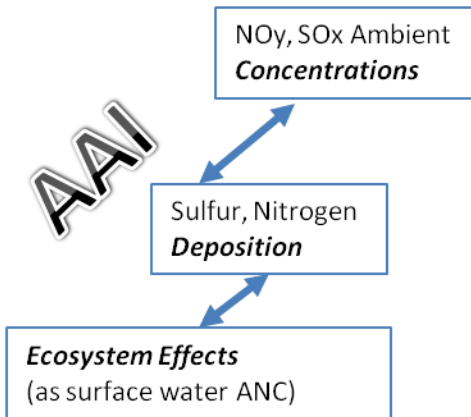 NOy, SOx Ambient
Concentrations
AAI
Sulfur, Nitrogen
Deposition
Ecosystem Effects
(as surface water ANC)